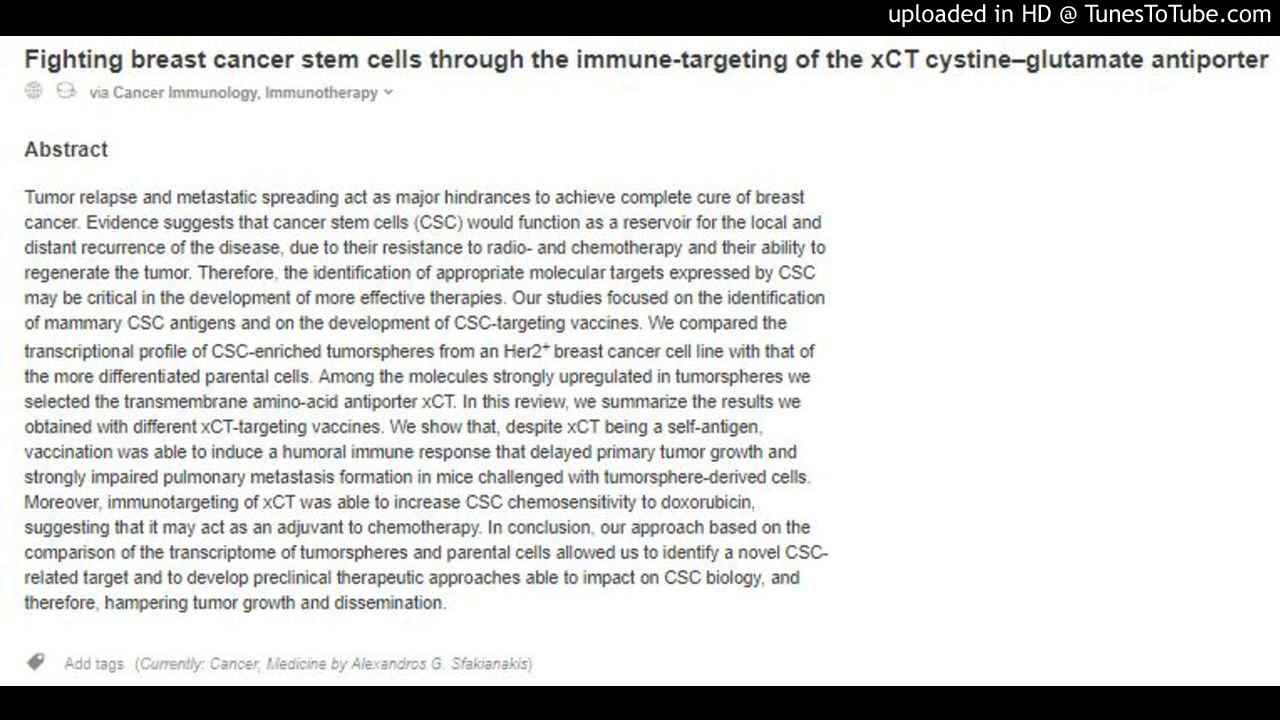 uploaded in HD @ TunesToTube.com
Fighting breast cancer stem cells through the immune-targeting of the xCT cystine–glutamate antiporter
via Cancer Immunology, Immunotherapy
Abstract
Tumor relapse and metastatic spreading act as major hindrances to achieve complete cure of breast
cancer. Evidence suggests that cancer stem cells (CSC) would function as a reservoir for the local and
distant recurrence of the disease, due to their resistance to radio- and chemotherapy and their ability to
regenerate the tumor. Therefore, the identification of appropriate molecular targets expressed by CSC
may be critical in the development of more effective therapies. Our studies focused on the identification
of mammary CSC antigens and on the development of CSC-targeting vaccines. We compared the
transcriptional profile of CSC-enriched tumorspheres from an Her2⁺ breast cancer cell line with that of
the more differentiated parental cells. Among the molecules strongly upregulated in tumorspheres we
selected the transmembrane amino-acid antiporter xCT. In this review, we summarize the results we
obtained with different xCT-targeting vaccines. We show that, despite xCT being a self-antigen,
vaccination was able to induce a humoral immune response that delayed primary tumor growth and
strongly impaired pulmonary metastasis formation in mice challenged with tumorsphere-derived cells.
Moreover, immunotargeting of xCT was able to increase CSC chemosensitivity to doxorubicin,
suggesting that it may act as an adjuvant to chemotherapy. In conclusion, our approach based on the
comparison of the transcriptome of tumorspheres and parental cells allowed us to identify a novel CSC-
related target and to develop preclinical therapeutic approaches able to impact on CSC biology, and
therefore, hampering tumor growth and dissemination.
Add tags (Currently: Cancer, Medicine by Alexandros G. Sfakianakis)